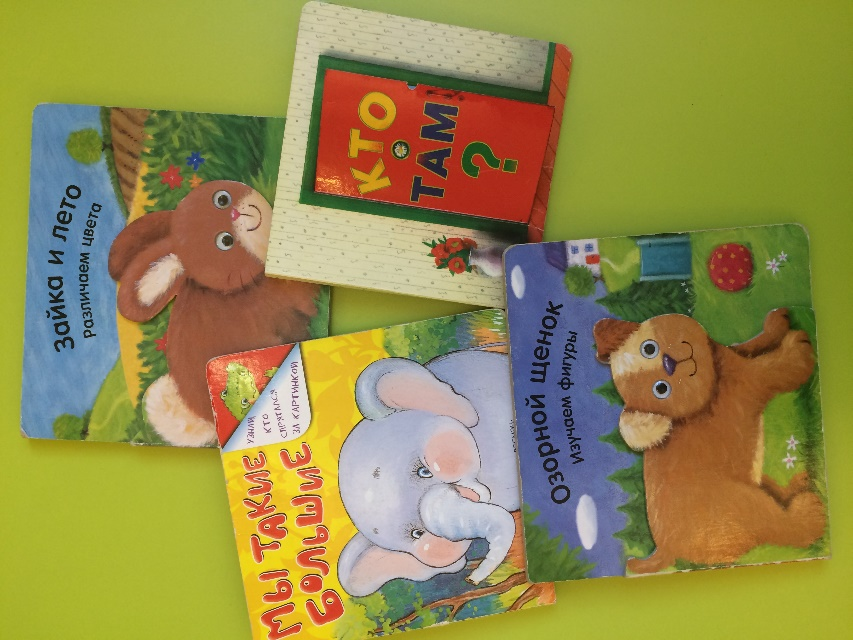 Зайка и лето
Различаем цвета
КТО
ТАМ
?
УЗНАЙ
КТО
СПРЯТАЛСЯ
ЗА КАРТИНКОЙ
МЫ ТАКИЕ
БОЛЬШИЕ
Озорной щенок
Изучаем фигуры